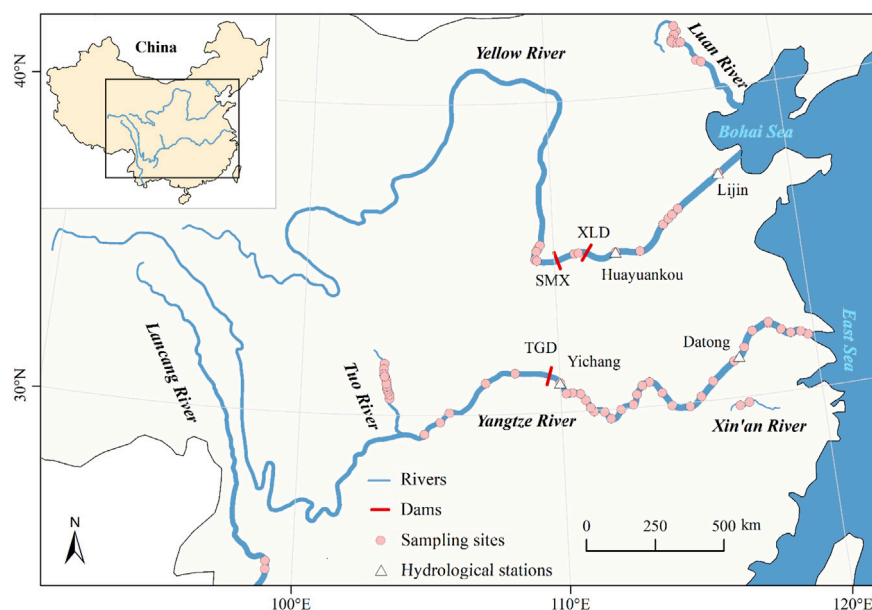 China
40°N
Yellow River
Luan River
Bohai Sea
Lijin
XLD
SMX
Huayuankou
East Sea
Lancang River
Tuo River
TGD
Yichang
Datong
30°N
Yangtze River
Xin'an River
Rivers
Dams
Sampling sites
Hydrological stations
N
0 250 500 km
100°E
110°E
120°E